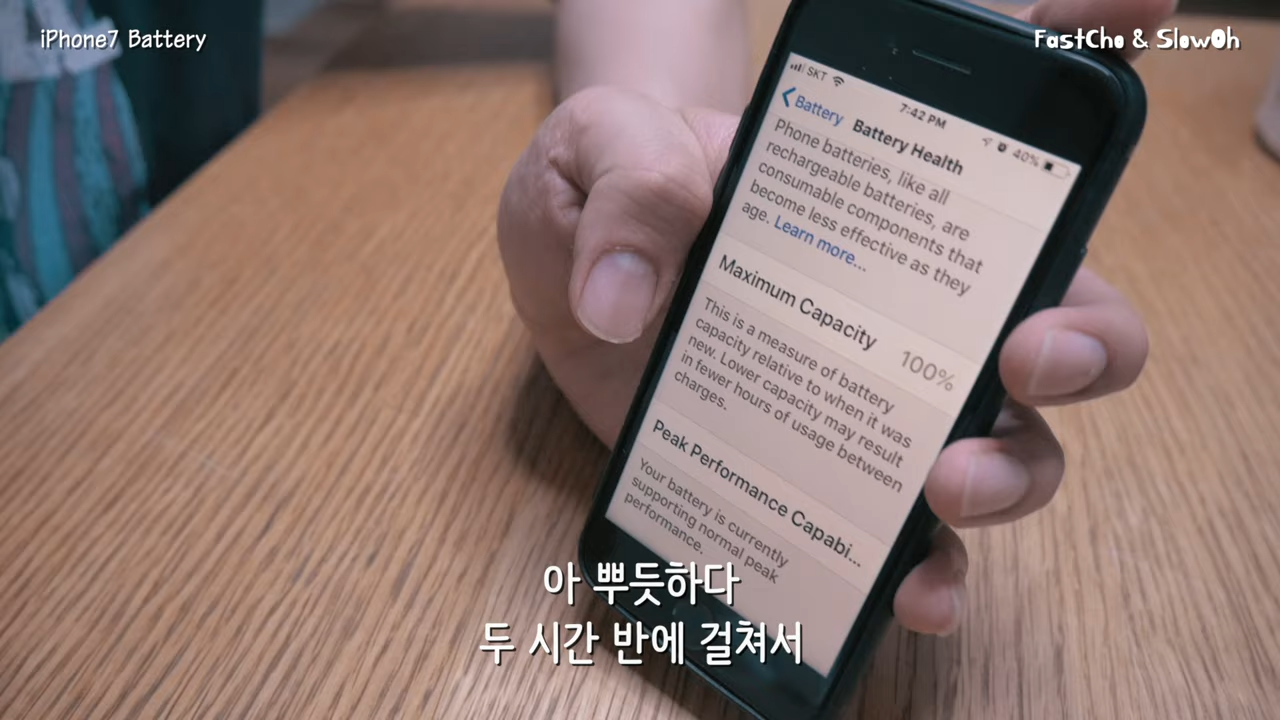 iPhone7 Battery
FastCho & SlowOh
SKT
7:42 PM
40%
Battery
Battery Health
Phone batteries, like all
rechargeable batteries, are
consumable components that
become less effective as they
age. Learn more...
Maximum Capacity
100%
This is a measure of battery
capacity relative to when it was
new. Lower capacity may result
in fewer hours of usage between
charges.
Peak Performance Capabi...
Your battery is currently
supporting normal peak
performance.
아 뿌듯하다
두 시간 반에 걸쳐서